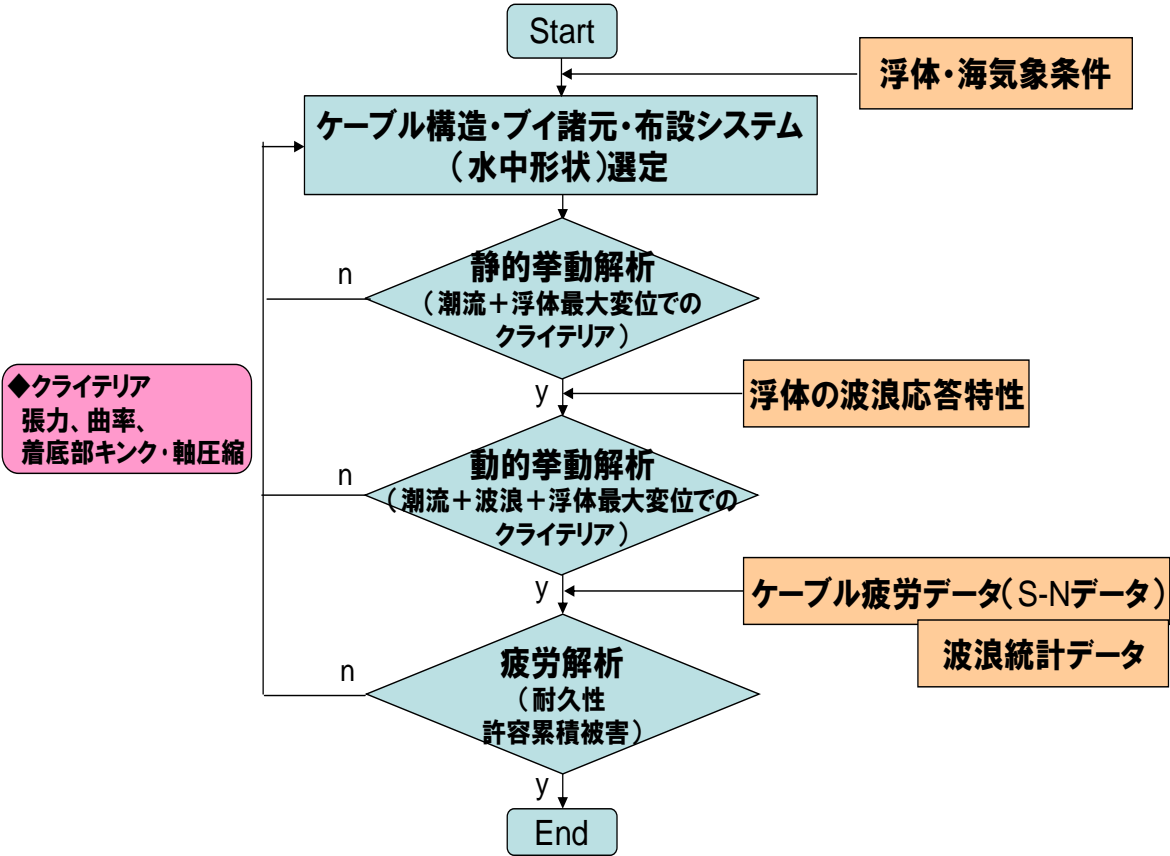 Start
浮体・海気象条件
ケーブル構造・ブイ諸元・布設システム
（水中形状）選定
静的挙動解析
（潮流＋浮体最大変位での
クライテリア）
n
y
浮体の波浪応答特性
◆クライテリア
張力、曲率、
着底部キンク・軸圧縮
動的挙動解析
（潮流＋波浪＋浮体最大変位での
クライテリア）
n
y
ケーブル疲労データ（S-Nデータ）
波浪統計データ
疲労解析
（耐久性
許容累積被害）
n
y
End